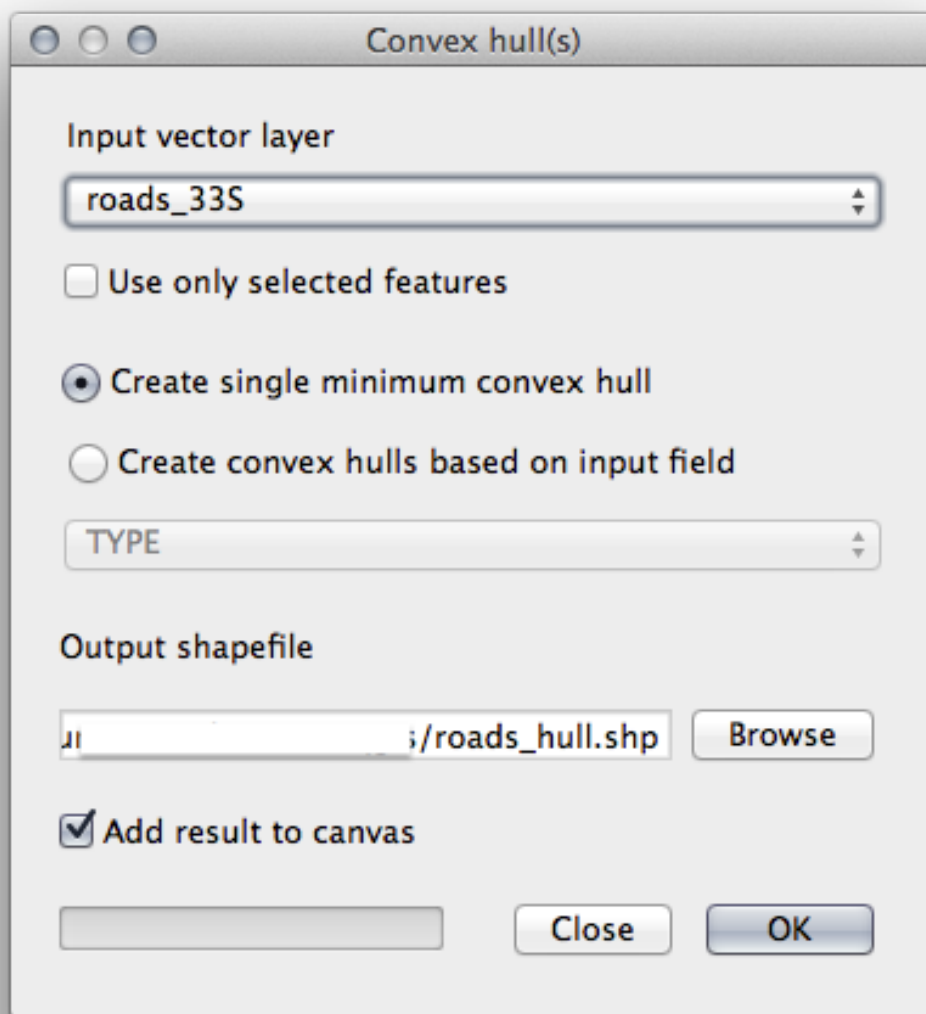 Convex hull(s)
Input vector layer
roads_33S
Use only selected features
Create single minimum convex hull
Create convex hulls based on input field
TYPE
Output shapefile
/roads_hull.shp
Browse
Add result to canvas
Close
OK